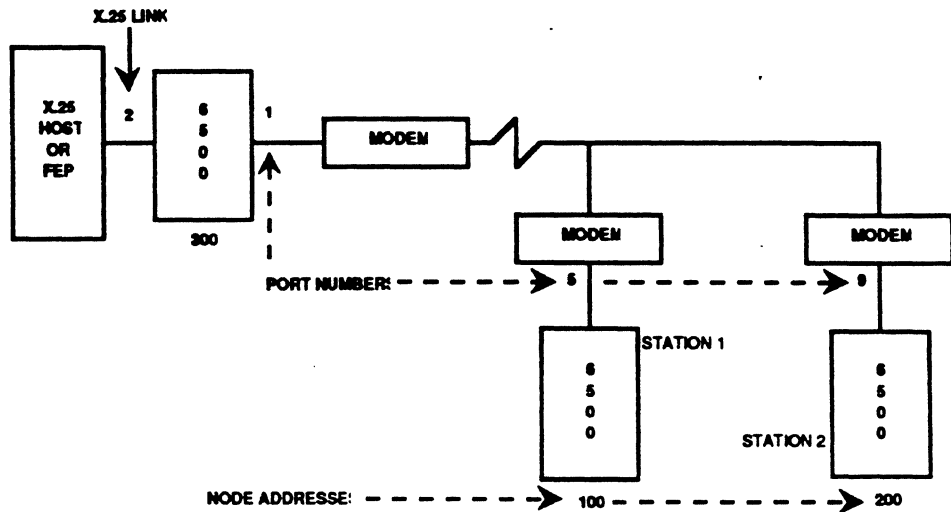 X.25 LINK
X.25
HOST
OR
FEP
2
6
5
0
0
1
300
MODEM
MODEM
MODEM
PORT NUMBERS
5
9
STATION 1
6
5
0
0
STATION 2
6
5
0
0
NODE ADDRESSES
100
200